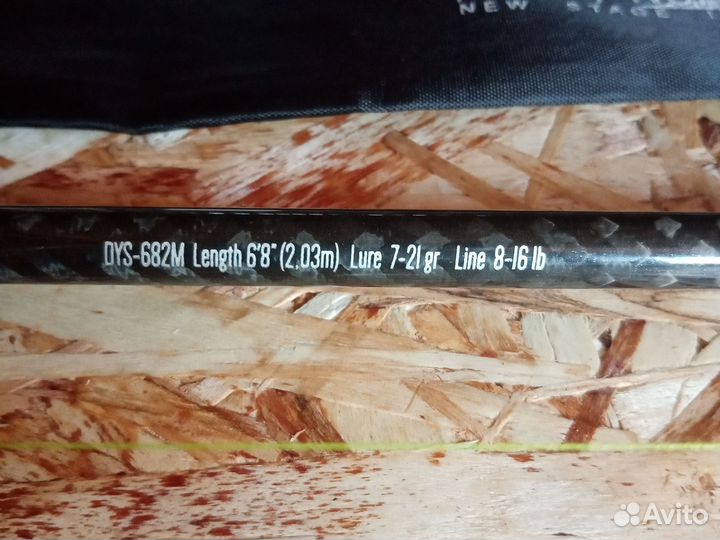 NEW STAGE
DYS-682M Length 6'8" (2,03m) Lure 7-21 gr Line 8-16 lb
Avito